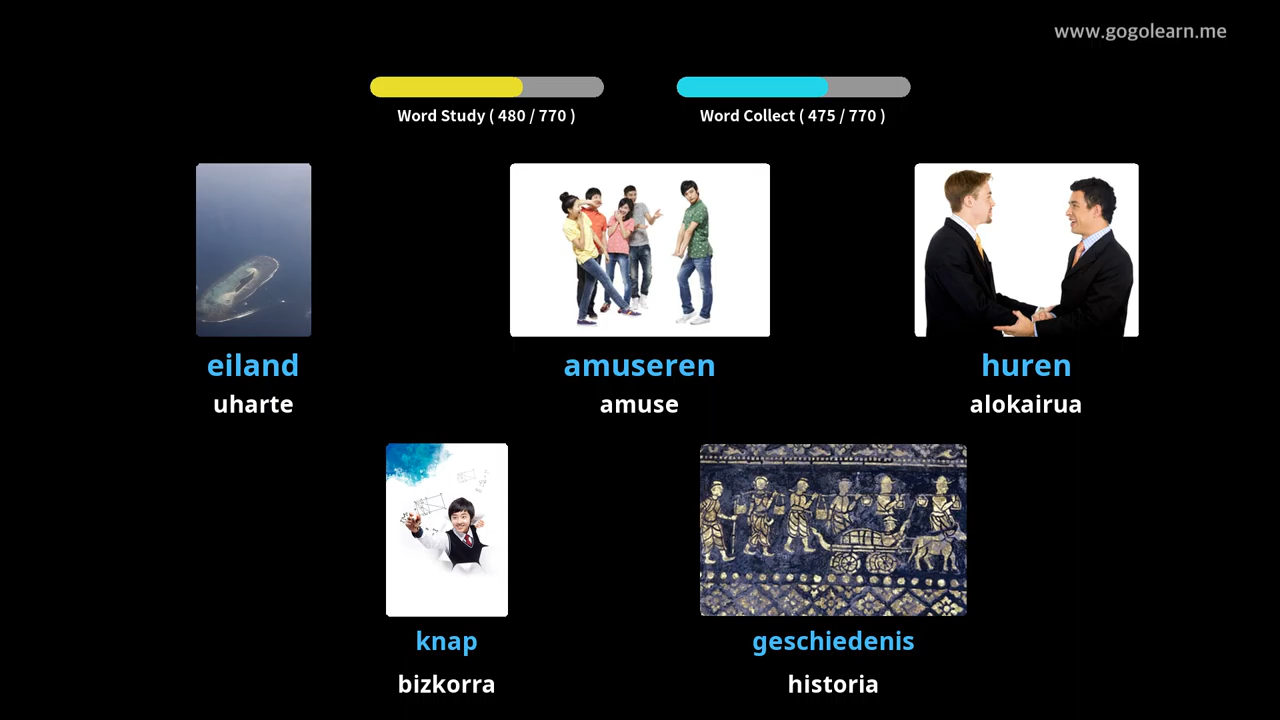 www.gogolearn.me
Word Study ( 480 / 770 )
Word Collect ( 475 / 770 )
eiland
uharte
amuseren
amuse
huren
alokairua
knap
bizkorra
geschiedenis
historia